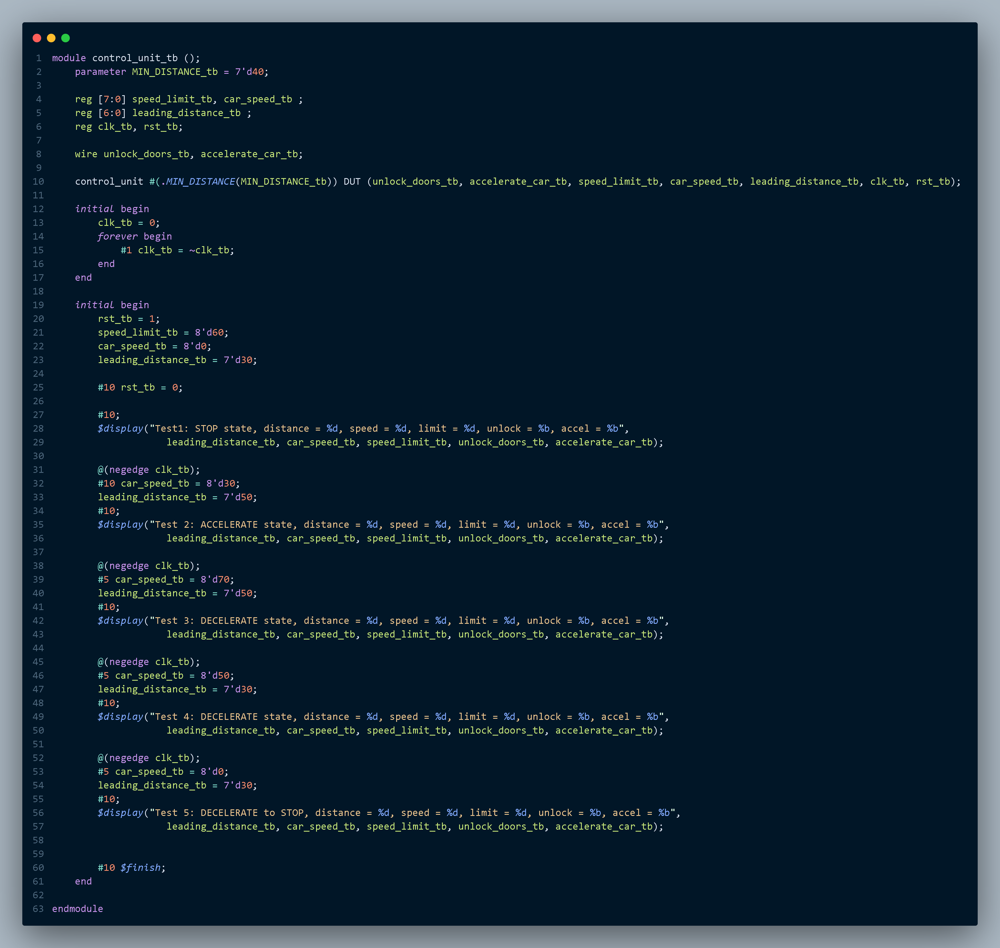 1 module control_unit_tb ();
2     parameter MIN_DISTANCE_tb = 7'd40;
3
4     reg [7:0] speed_limit_tb, car_speed_tb ;
5     reg [6:0] leading_distance_tb ;
6     reg clk_tb, rst_tb;
7
8     wire unlock_doors_tb, accelerate_car_tb;
9
10     control_unit #(.MIN_DISTANCE(MIN_DISTANCE_tb)) DUT (unlock_doors_tb, accelerate_car_tb, speed_limit_tb, car_speed_tb, leading_distance_tb, clk_tb, rst_tb);
11
12     initial begin
13         clk_tb = 0;
14         forever begin
15             #1 clk_tb = ~clk_tb;
16         end
17     end
18
19     initial begin
20         rst_tb = 1;
21         speed_limit_tb = 8'd60;
22         car_speed_tb = 8'd0;
23         leading_distance_tb = 7'd30;
24
25         #10 rst_tb = 0;
26
27         #10;
28         $display("Test1: STOP state, distance = %d, speed = %d, limit = %d, unlock = %b, accel = %b",
29                     leading_distance_tb, car_speed_tb, speed_limit_tb, unlock_doors_tb, accelerate_car_tb);
30
31         @(negedge clk_tb);
32         #10 car_speed_tb = 8'd30;
33         leading_distance_tb = 7'd50;
34         #10;
35         $display("Test 2: ACCELERATE state, distance = %d, speed = %d, limit = %d, unlock = %b, accel = %b",
36                     leading_distance_tb, car_speed_tb, speed_limit_tb, unlock_doors_tb, accelerate_car_tb);
37
38         @(negedge clk_tb);
39         #5 car_speed_tb = 8'd70;
40         leading_distance_tb = 7'd50;
41         #10;
42         $display("Test 3: DECELERATE state, distance = %d, speed = %d, limit = %d, unlock = %b, accel = %b",
43                     leading_distance_tb, car_speed_tb, speed_limit_tb, unlock_doors_tb, accelerate_car_tb);
44
45         @(negedge clk_tb);
46         #5 car_speed_tb = 8'd50;
47         leading_distance_tb = 7'd30;
48         #10;
49         $display("Test 4: DECELERATE state, distance = %d, speed = %d, limit = %d, unlock = %b, accel = %b",
50                     leading_distance_tb, car_speed_tb, speed_limit_tb, unlock_doors_tb, accelerate_car_tb);
51
52         @(negedge clk_tb);
53         #5 car_speed_tb = 8'd0;
54         leading_distance_tb = 7'd30;
55         #10;
56         $display("Test 5: DECELERATE to STOP, distance = %d, speed = %d, limit = %d, unlock = %b, accel = %b",
57                     leading_distance_tb, car_speed_tb, speed_limit_tb, unlock_doors_tb, accelerate_car_tb);
58
59
60         #10 $finish;
61     end
62
63 endmodule